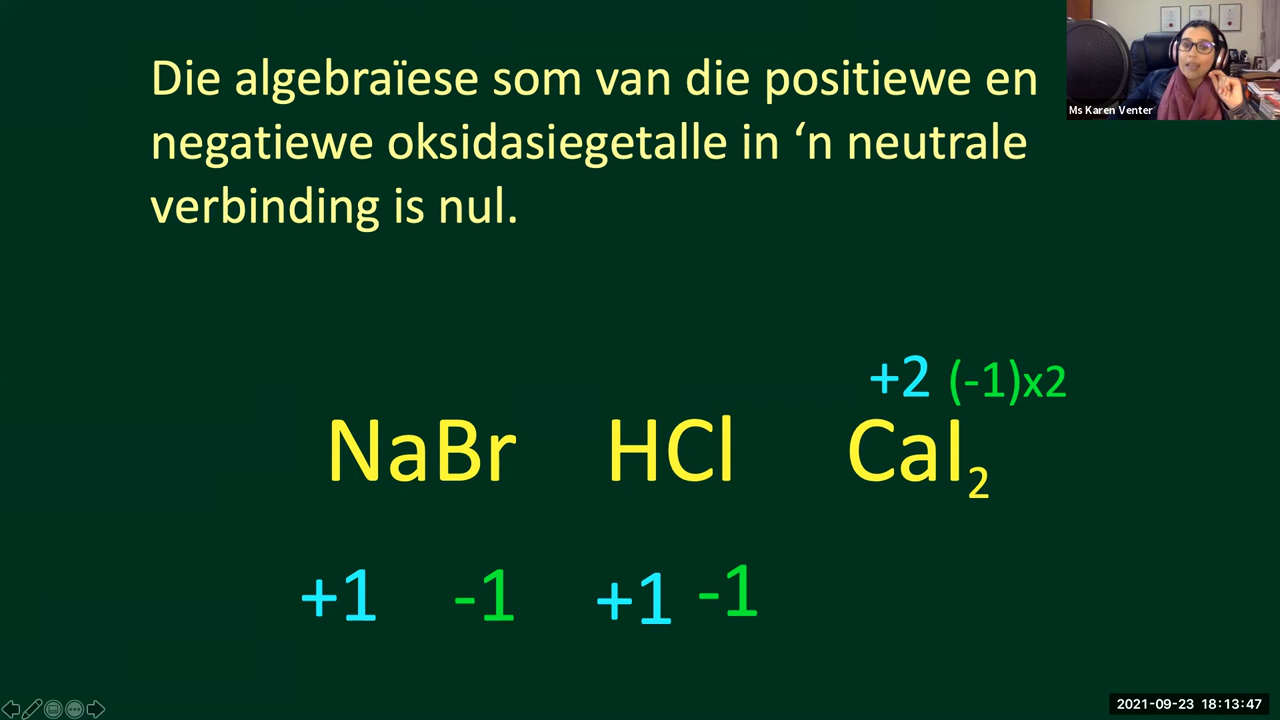 Die algebraïese som van die positiewe en
negatiewe oksidasiegetalle in ‘n neutrale
verbinding is nul.
Ms Karen Venter
+2 (-1)x2
NaBr HCl CaI₂
+1 -1 +1 -1
2021-09-23 18:13:47